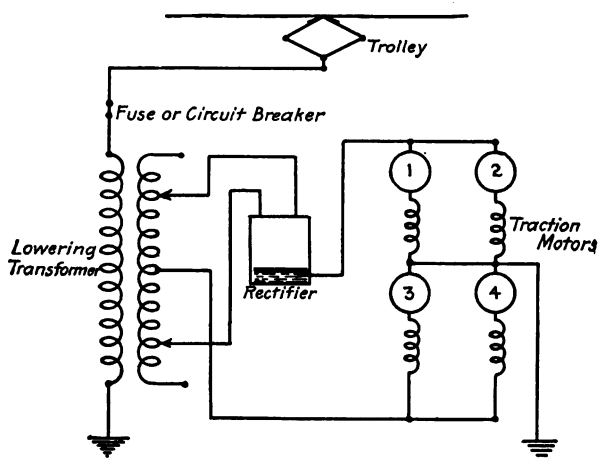 Trolley
Fuse or Circuit Breaker
1
2
Lowering
Transformer
Traction
Motors
Rectifier
3
4